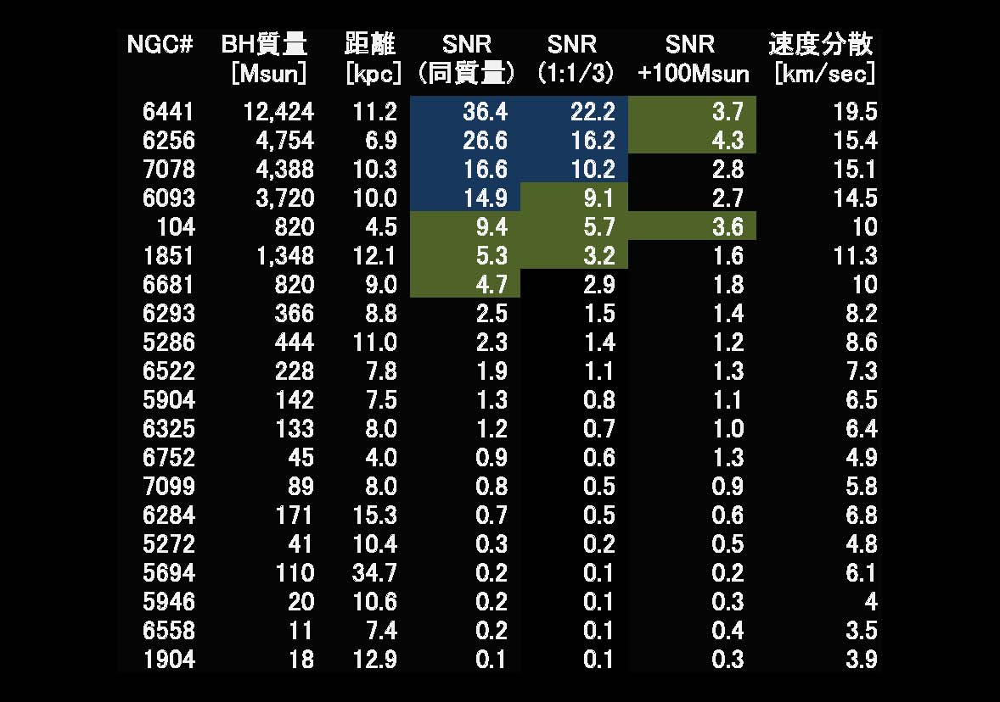 NGC# BH質量 距離 SNR SNR SNR 速度分散
[Msun] [kpc] (同質量) (1:1/3) +100Msun [km/sec]
6441 12,424 11.2 36.4 22.2 3.7 19.5
6256 4,754 6.9 26.6 16.2 4.3 15.4
7078 4,388 10.3 16.6 10.2 2.8 15.1
6093 3,720 10.0 14.9 9.1 2.7 14.5
104 820 4.5 9.4 5.7 3.6 10
1851 1,348 12.1 5.3 3.2 1.6 11.3
6681 820 9.0 4.7 2.9 1.8 10
6293 366 8.8 2.5 1.5 1.4 8.2
5286 444 11.0 2.3 1.4 1.2 8.6
6522 228 7.8 1.9 1.1 1.3 7.3
5904 142 7.5 1.3 0.8 1.1 6.5
6325 133 8.0 1.2 0.7 1.0 6.4
6752 45 4.0 0.9 0.6 1.3 4.9
7099 89 8.0 0.8 0.5 0.9 5.8
6284 171 15.3 0.7 0.5 0.6 6.8
5272 41 10.4 0.3 0.2 0.5 4.8
5694 110 34.7 0.2 0.1 0.2 6.1
5946 20 10.6 0.2 0.1 0.3 4
6558 11 7.4 0.2 0.1 0.4 3.5
1904 18 12.9 0.1 0.1 0.3 3.9